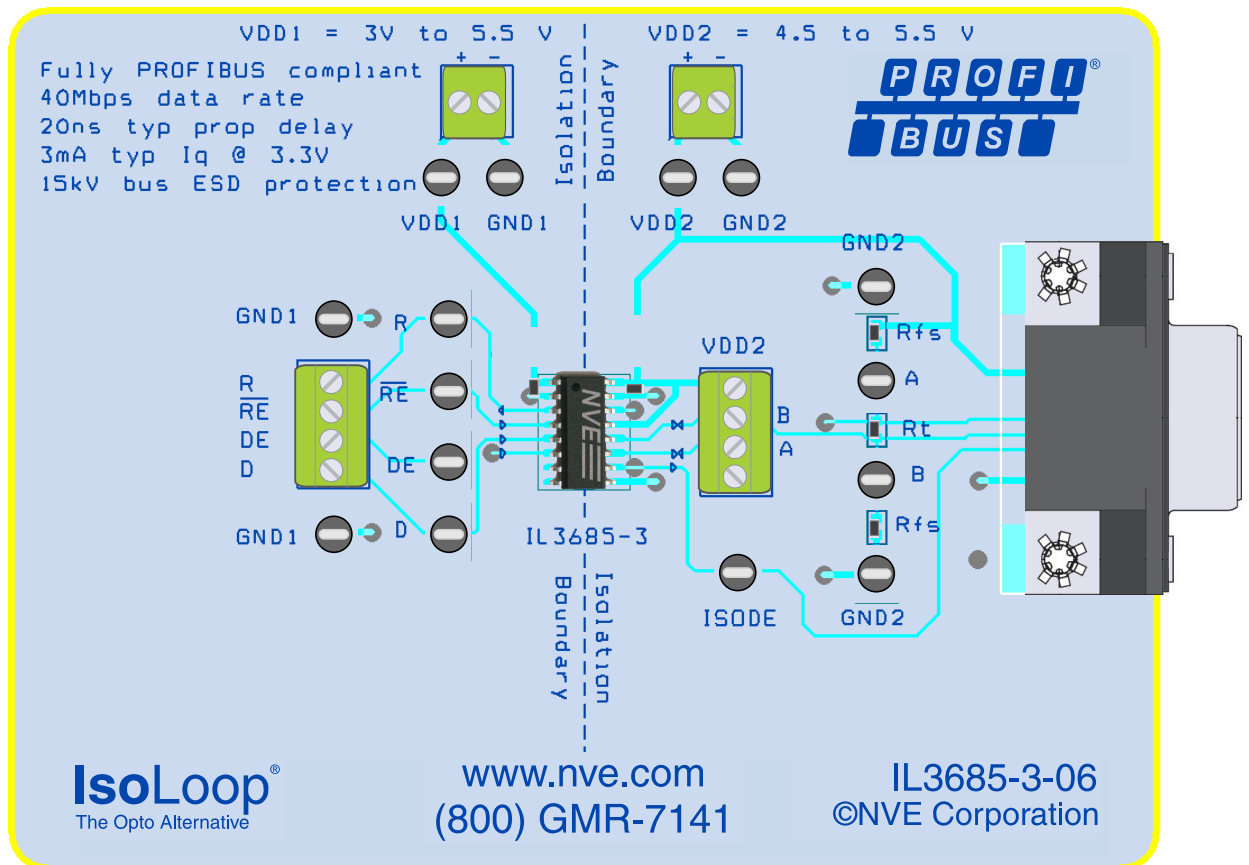 VDD1 = 3V to 5.5 V
VDD2 = 4.5 to 5.5 V
Fully PROFIBUS compliant
40Mbps data rate
20ns typ prop delay
3mA typ Iq @ 3.3V
15kV bus ESD protection
+ -
+ -
Isolation
Boundary
PROFI®
BUS
VDD1 GND1
VDD2 GND2
GND2
GND1
R
Rfs
VDD2
A
R
RE
RE
DE
D
B
A
Rt
DE
B
NVE
GND1
D
Rfs
IL3685-3
Isolation
Boundary
ISODE
GND2
IsoLoop®
The Opto Alternative
www.nve.com
(800) GMR-7141
IL3685-3-06
©NVE Corporation